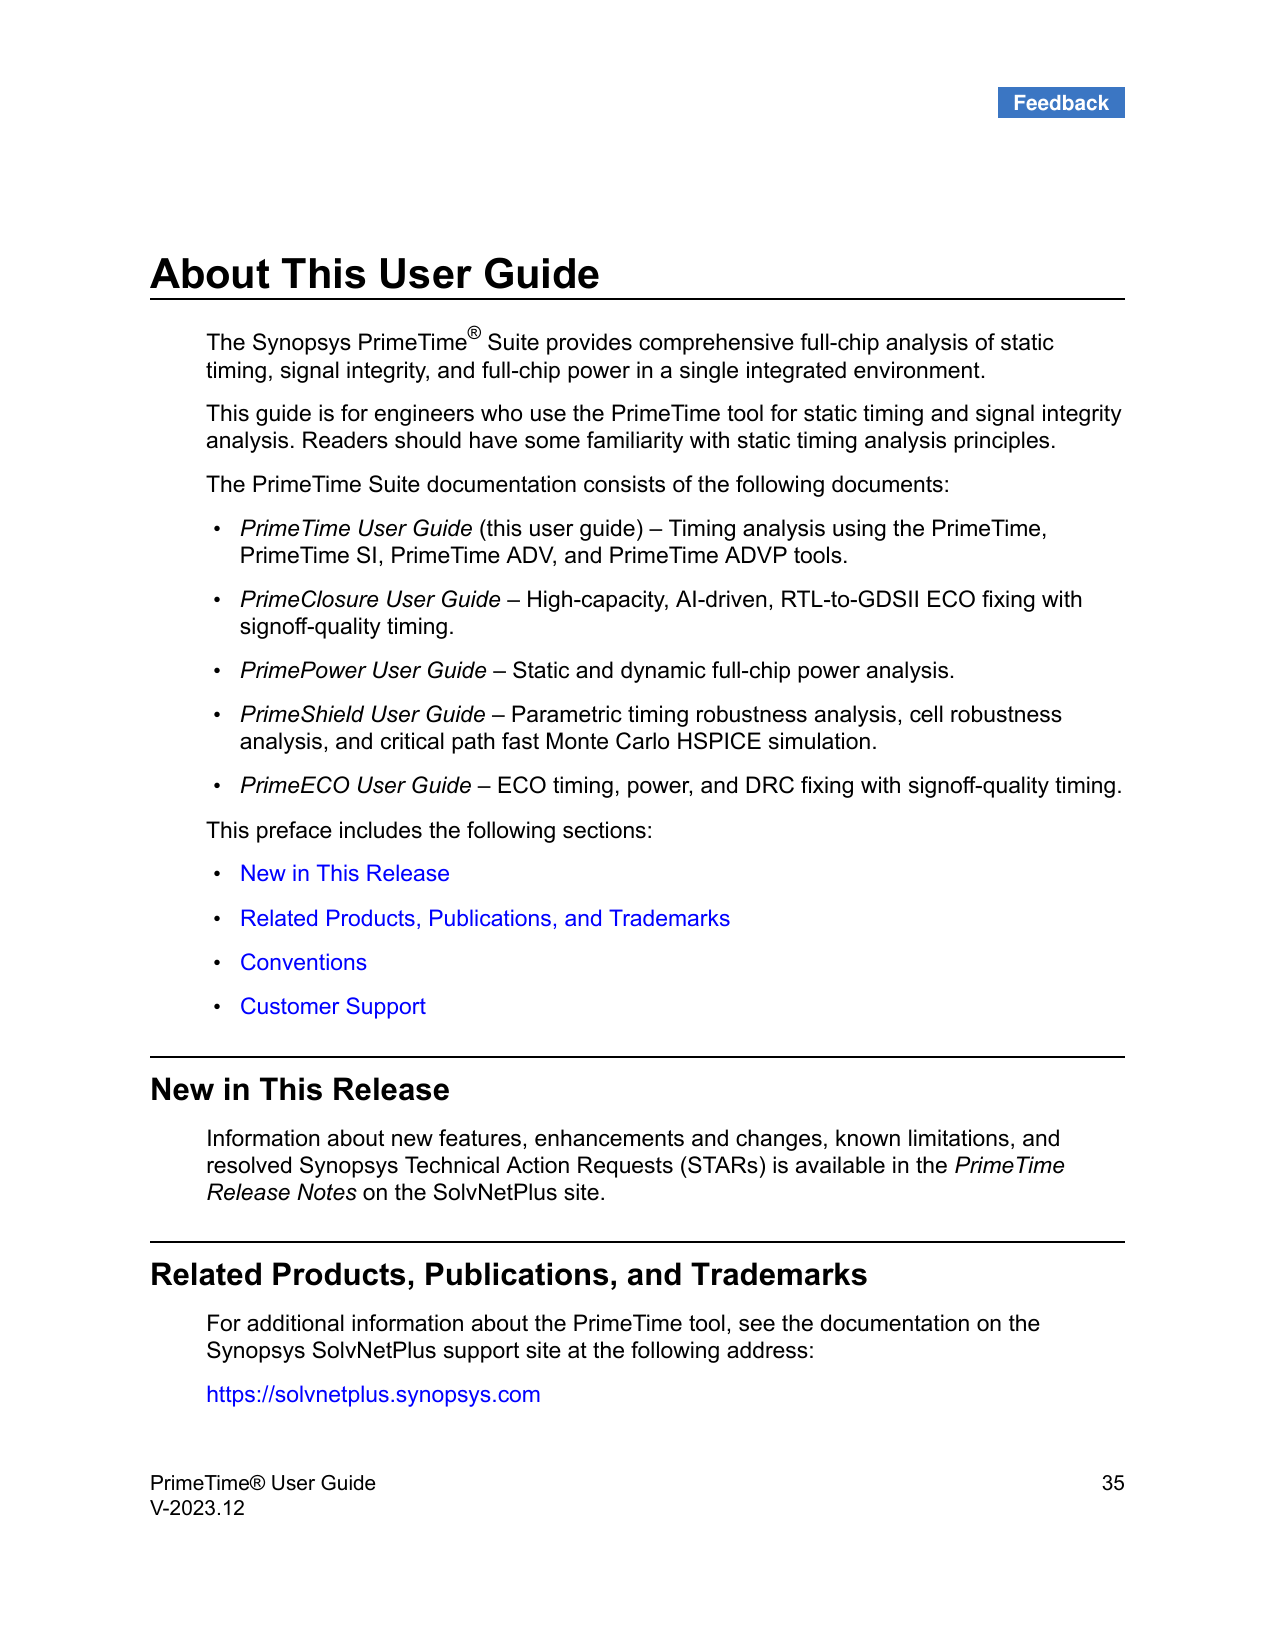 Feedback
About This User Guide
The Synopsys PrimeTime® Suite provides comprehensive full-chip analysis of static
timing, signal integrity, and full-chip power in a single integrated environment.
This guide is for engineers who use the PrimeTime tool for static timing and signal integrity
analysis. Readers should have some familiarity with static timing analysis principles.
The PrimeTime Suite documentation consists of the following documents:
• PrimeTime User Guide (this user guide) – Timing analysis using the PrimeTime,
PrimeTime SI, PrimeTime ADV, and PrimeTime ADVP tools.
• PrimeClosure User Guide – High-capacity, AI-driven, RTL-to-GDSII ECO fixing with
signoff-quality timing.
• PrimePower User Guide – Static and dynamic full-chip power analysis.
• PrimeShield User Guide – Parametric timing robustness analysis, cell robustness
analysis, and critical path fast Monte Carlo HSPICE simulation.
• PrimeECO User Guide – ECO timing, power, and DRC fixing with signoff-quality timing.
This preface includes the following sections:
• New in This Release
• Related Products, Publications, and Trademarks
• Conventions
• Customer Support
New in This Release
Information about new features, enhancements and changes, known limitations, and
resolved Synopsys Technical Action Requests (STARs) is available in the PrimeTime
Release Notes on the SolvNetPlus site.
Related Products, Publications, and Trademarks
For additional information about the PrimeTime tool, see the documentation on the
Synopsys SolvNetPlus support site at the following address:
https://solvnetplus.synopsys.com
PrimeTime® User Guide 35
V-2023.12